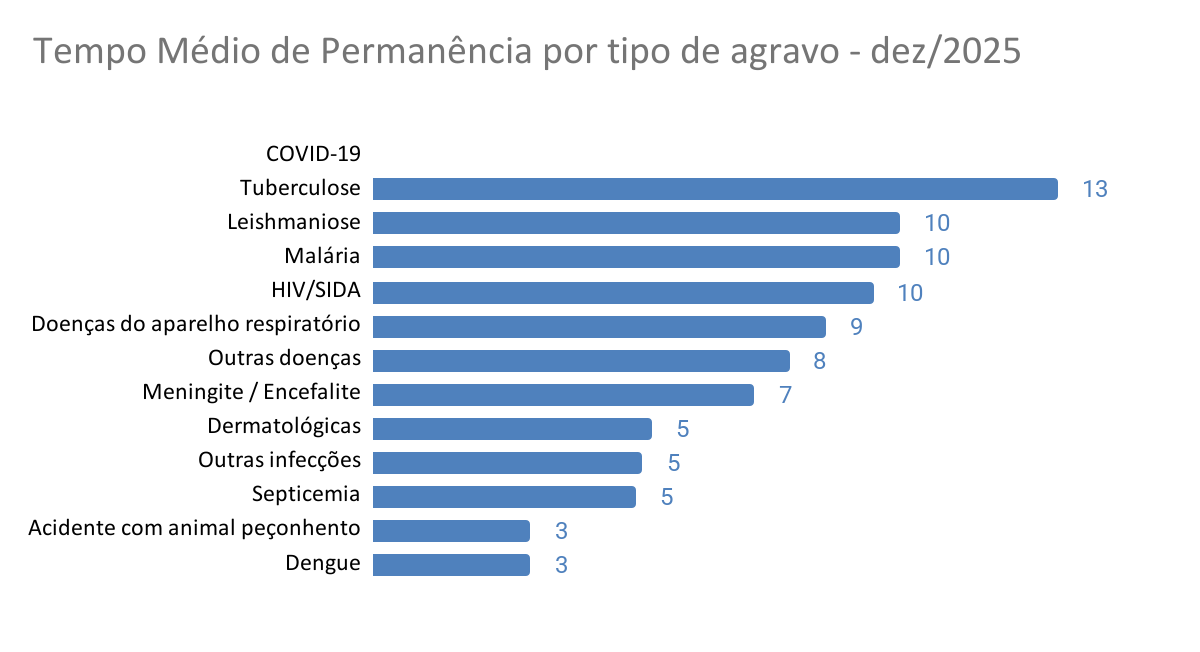 Tempo Médio de Permanência por tipo de agravo - dez/2025
COVID-19
Tuberculose 13
Leishmaniose 10
Malária 10
HIV/SIDA 10
Doenças do aparelho respiratório 9
Outras doenças 8
Meningite / Encefalite 7
Dermatológicas 5
Outras infecções 5
Septicemia 5
Acidente com animal peçonhento 3
Dengue 3